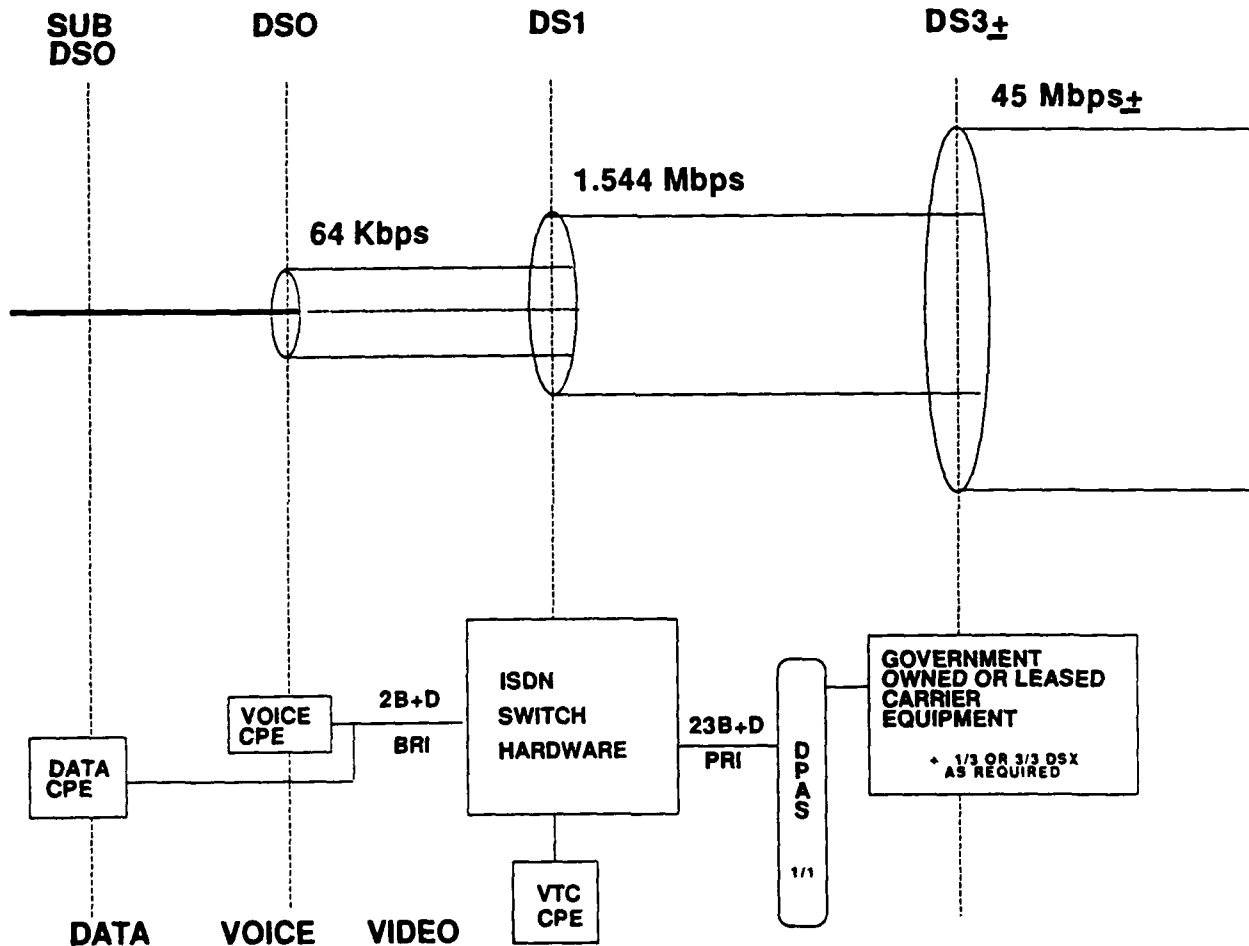 SUB
DSO
DSO
DS1
DS3±
45 Mbps±
1.544 Mbps
64 Kbps
GOVERNMENT
OWNED OR LEASED
CARRIER
EQUIPMENT
+ 1/3 OR 3/3 DSX
AS REQUIRED
ISDN
SWITCH
HARDWARE
2B+D
BRI
23B+D
PRI
VOICE
CPE
DATA
CPE
DPAS
1/1
VTC
CPE
DATA
VOICE
VIDEO